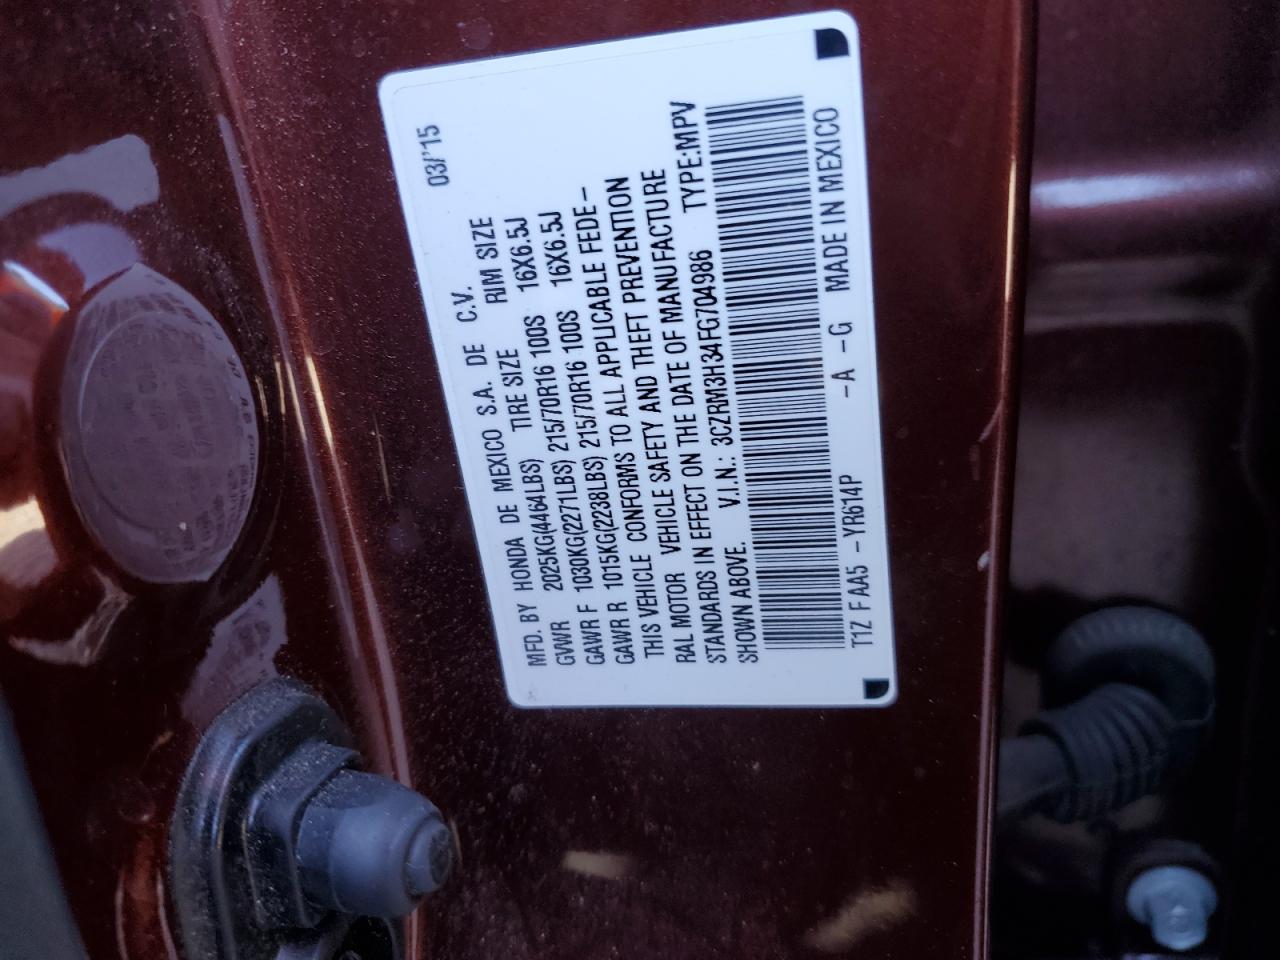 03/'15
MFD. BY HONDA DE MEXICO S.A. DE C.V.
GVWR 2025KG(4464LBS) TIRE SIZE RIM SIZE
GAWR F 1030KG(2271LBS) 215/70R16 100S 16X6.5J
GAWR R 1015KG(2238LBS) 215/70R16 100S 16X6.5J
THIS VEHICLE CONFORMS TO ALL APPLICABLE FEDE-
RAL MOTOR VEHICLE SAFETY AND THEFT PREVENTION
STANDARDS IN EFFECT ON THE DATE OF MANUFACTURE
SHOWN ABOVE. V.I.N.: 3CZRM3H34FG704986 TYPE:MPV
T1Z F AA5 -YR614P -A -G MADE IN MEXICO